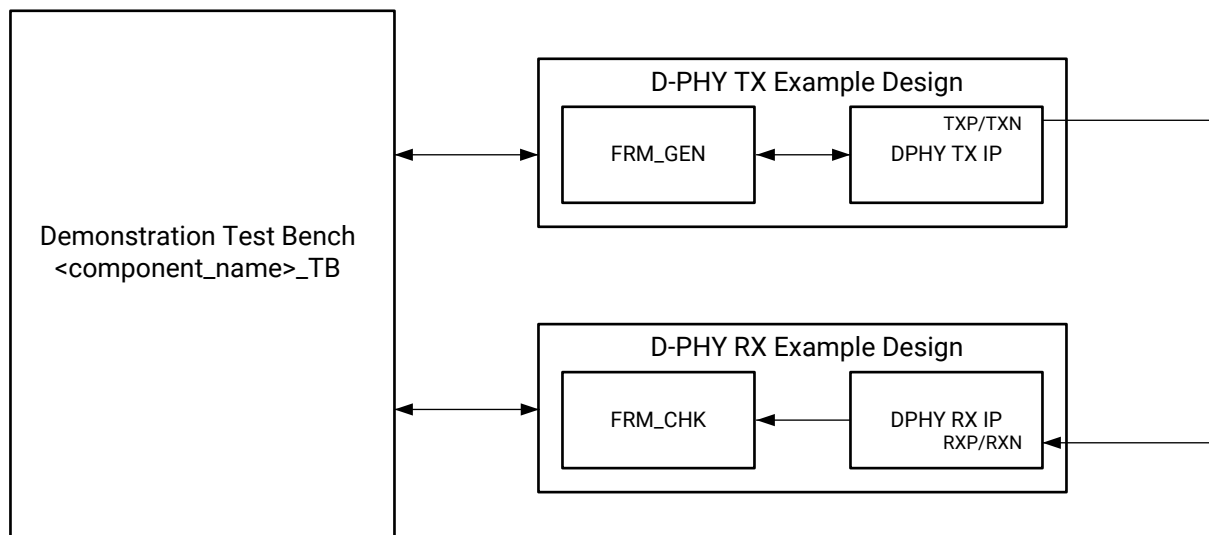 Demonstration Test Bench
<component_name>_TB
D-PHY TX Example Design
FRM_GEN
TXP/TXN
DPHY TX IP
D-PHY RX Example Design
FRM_CHK
DPHY RX IP
RXP/RXN